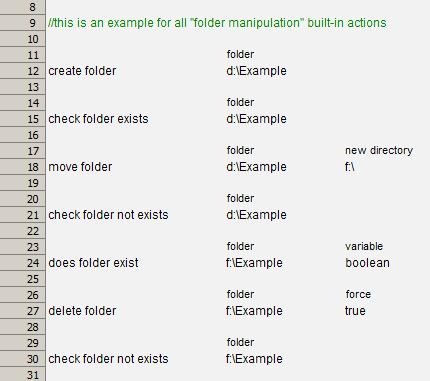 8
9 //this is an example for all "folder manipulation" built-in actions
10
11 folder
12 create folder d:\Example
13
14 folder
15 check folder exists d:\Example
16
17 folder new directory
18 move folder d:\Example f:\
19
20 folder
21 check folder not exists d:\Example
22
23 folder variable
24 does folder exist f:\Example boolean
25
26 folder force
27 delete folder f:\Example true
28
29 folder
30 check folder not exists f:\Example
31